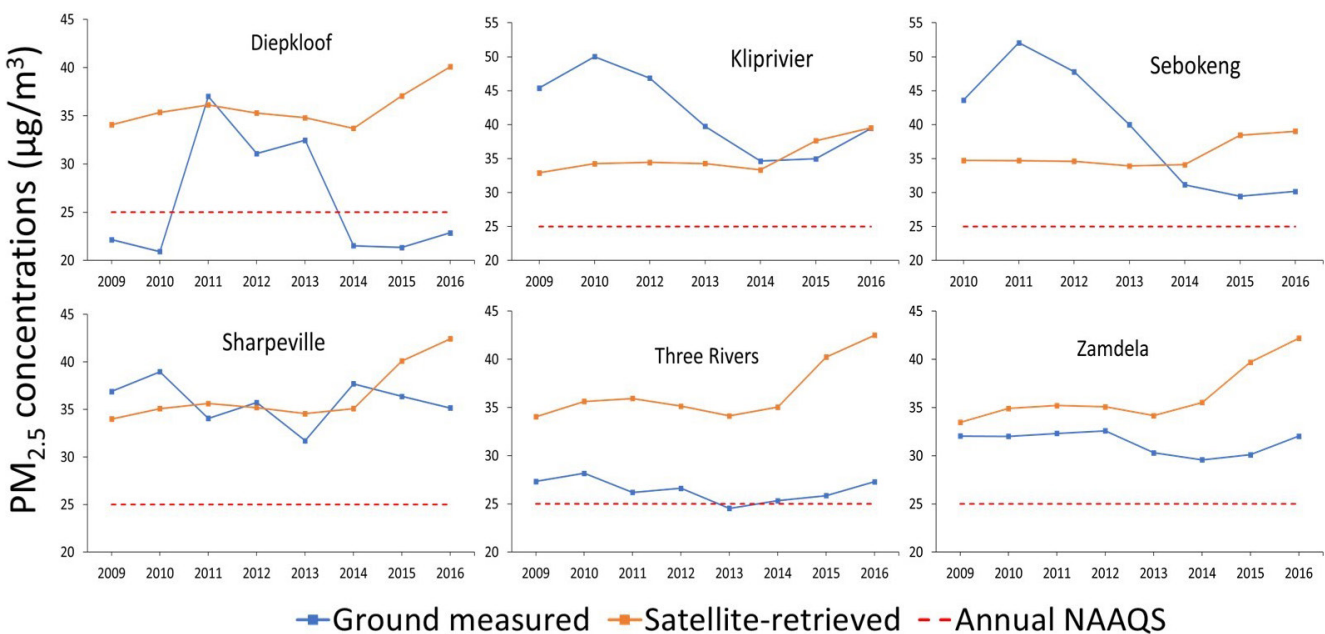 PM2.5 concentrations (µg/m³)
Diepkloof
45
40
35
30
25
20
2009 2010 2011 2012 2013 2014 2015 2016
Kliprivier
55
50
45
40
35
30
25
20
2009 2010 2011 2012 2013 2014 2015 2016
Sebokeng
55
50
45
40
35
30
25
20
2010 2011 2012 2013 2014 2015 2016
Sharpeville
45
40
35
30
25
20
2009 2010 2011 2012 2013 2014 2015 2016
Three Rivers
45
40
35
30
25
20
2009 2010 2011 2012 2013 2014 2015 2016
Zamdela
45
40
35
30
25
20
2009 2010 2011 2012 2013 2014 2015 2016
Ground measured Satellite-retrieved Annual NAAQS